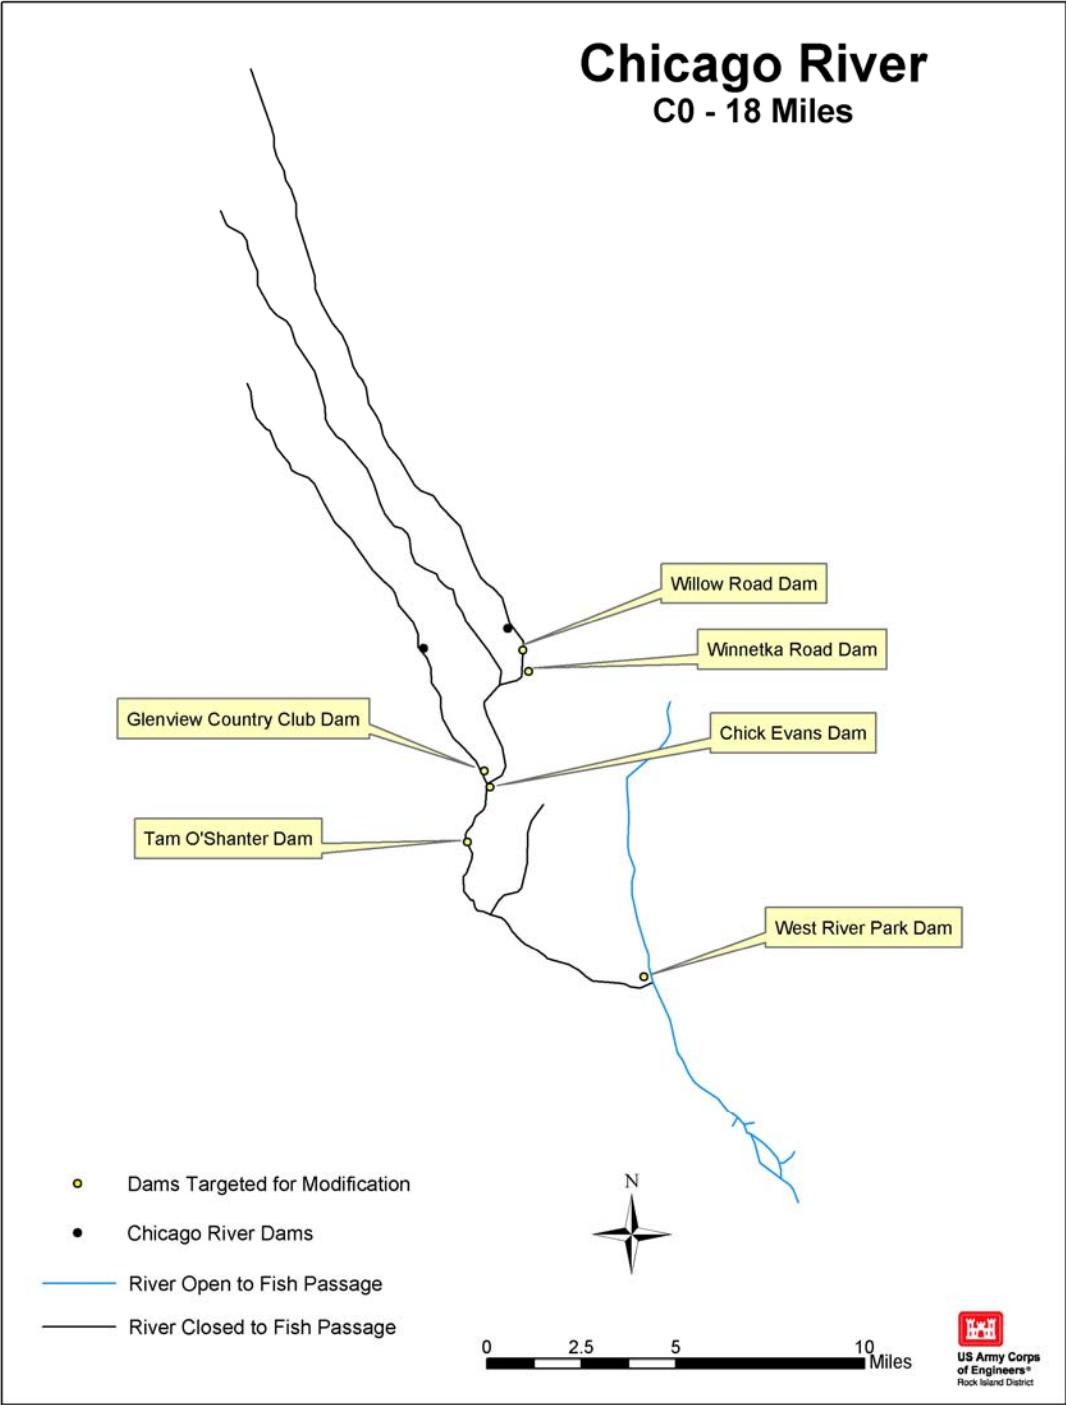 Chicago River
C0 - 18 Miles
Willow Road Dam
Winnetka Road Dam
Glenview Country Club Dam
Chick Evans Dam
Tam O'Shanter Dam
West River Park Dam
Dams Targeted for Modification
Chicago River Dams
River Open to Fish Passage
River Closed to Fish Passage
N
0 2.5 5 10
Miles
US Army Corps
of Engineers®
Rock Island District